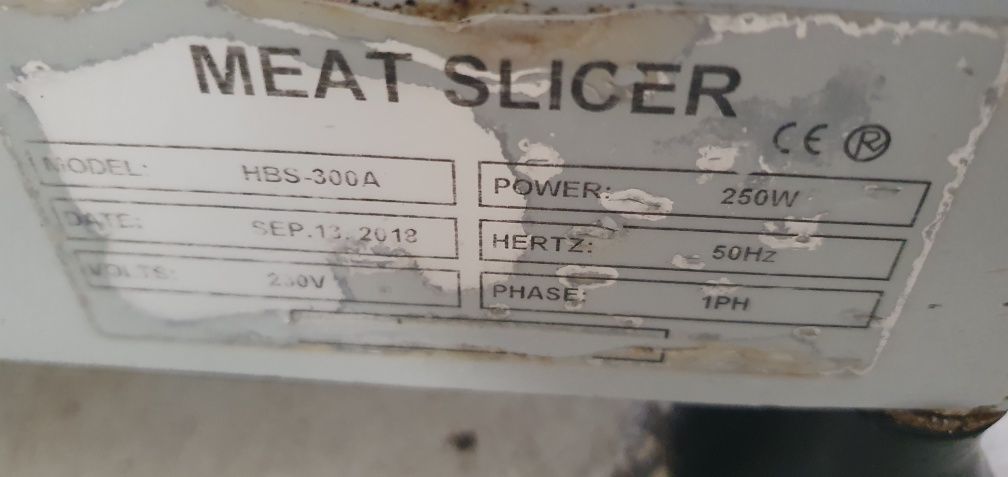 MEAT SLICER
CE ®
MODEL: HBS-300A POWER: 250W
DATE: SEP.13.2018 HERTZ: 50Hz
VOLTS: 230V PHASE: 1PH